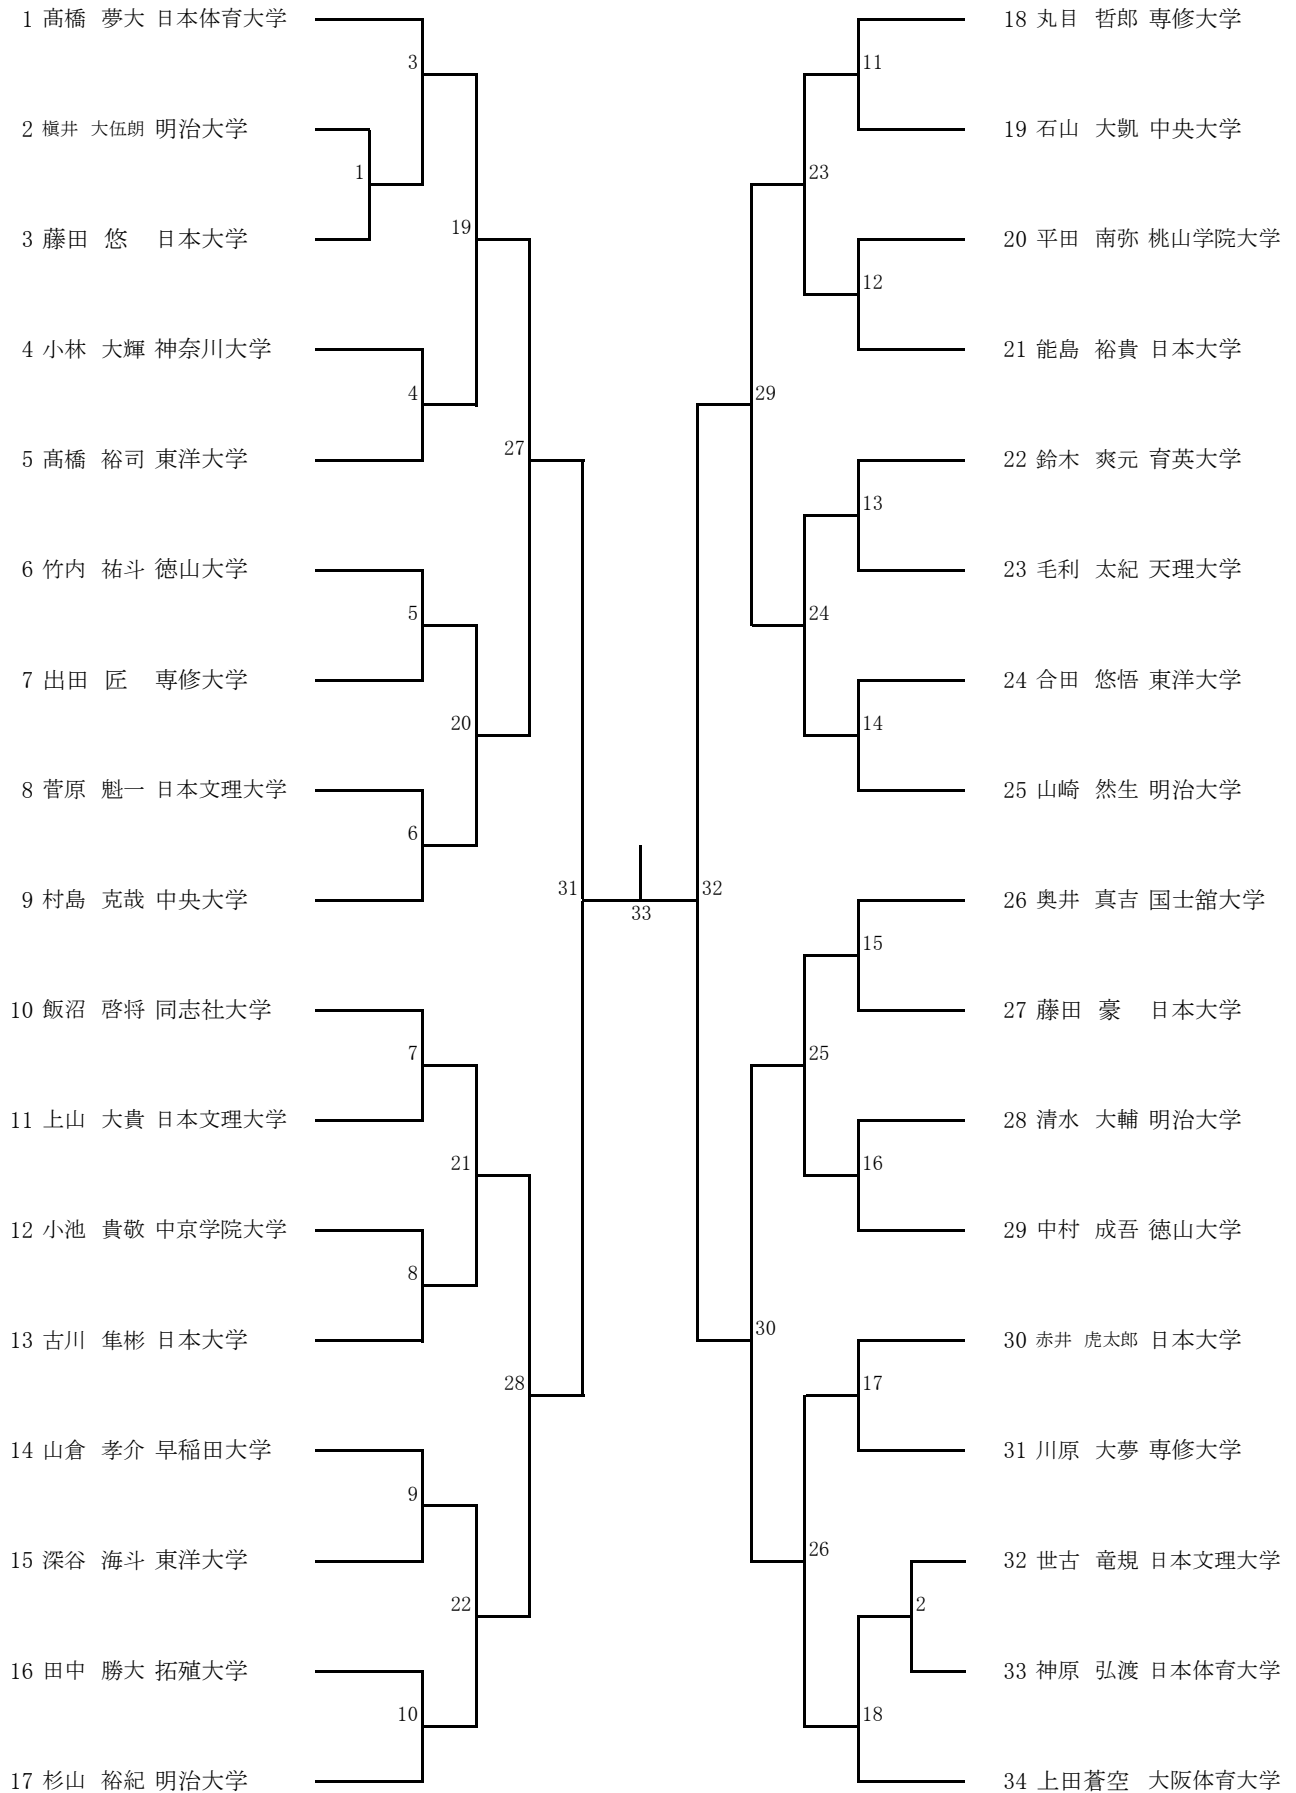 1 髙橋 夢大 日本体育大学
3
2 槇井 大伍朗 明治大学
1
3 藤田 悠 日本大学
19
4 小林 大輝 神奈川大学
4
5 髙橋 裕司 東洋大学
27
6 竹内 祐斗 徳山大学
5
7 出田 匠 専修大学
20
8 菅原 魁一 日本文理大学
6
9 村島 克哉 中央大学
31
33
10 飯沼 啓将 同志社大学
7
11 上山 大貴 日本文理大学
21
12 小池 貴敬 中京学院大学
8
13 古川 隼彬 日本大学
28
14 山倉 孝介 早稲田大学
9
15 深谷 海斗 東洋大学
22
16 田中 勝大 拓殖大学
10
17 杉山 裕紀 明治大学
18 丸目 哲郎 専修大学
11
19 石山 大凱 中央大学
23
20 平田 南弥 桃山学院大学
12
21 能島 裕貴 日本大学
29
22 鈴木 爽元 育英大学
13
23 毛利 太紀 天理大学
24
24 合田 悠悟 東洋大学
14
25 山崎 然生 明治大学
32
26 奥井 真吉 国士舘大学
15
27 藤田 豪 日本大学
25
28 清水 大輔 明治大学
16
29 中村 成吾 徳山大学
30
30 赤井 虎太郎 日本大学
17
31 川原 大夢 専修大学
26
32 世古 竜規 日本文理大学
2
33 神原 弘渡 日本体育大学
18
34 上田蒼空 大阪体育大学